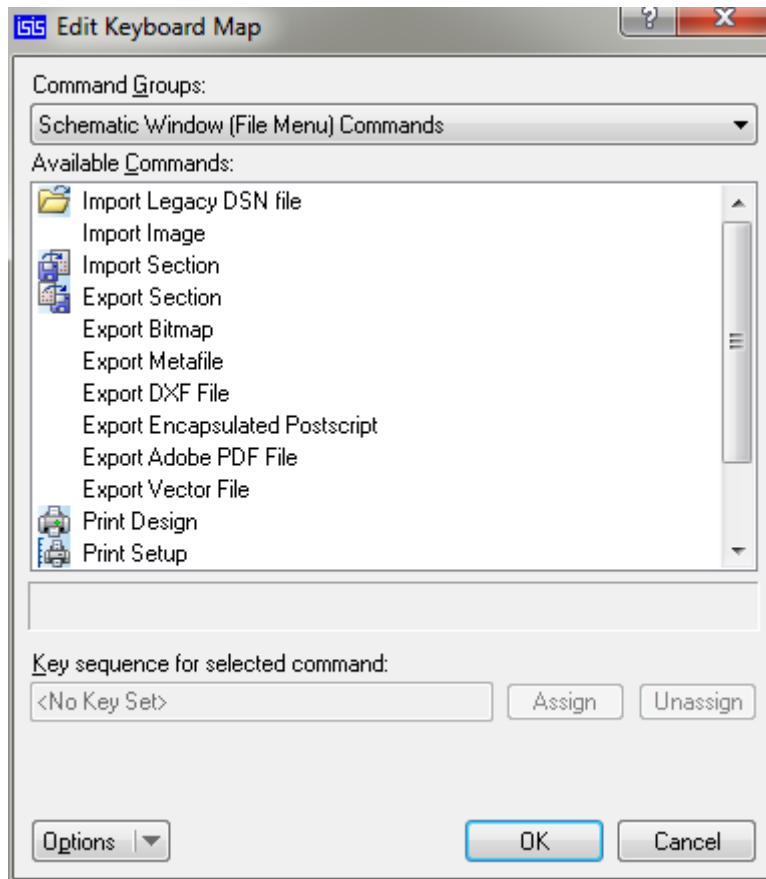 isis Edit Keyboard Map ? X
Command Groups:
Schematic Window (File Menu) Commands
Available Commands:
Import Legacy DSN file
Import Image
Import Section
Export Section
Export Bitmap
Export Metafile
Export DXF File
Export Encapsulated Postscript
Export Adobe PDF File
Export Vector File
Print Design
Print Setup
Key sequence for selected command:
<No Key Set> Assign Unassign
Options OK Cancel